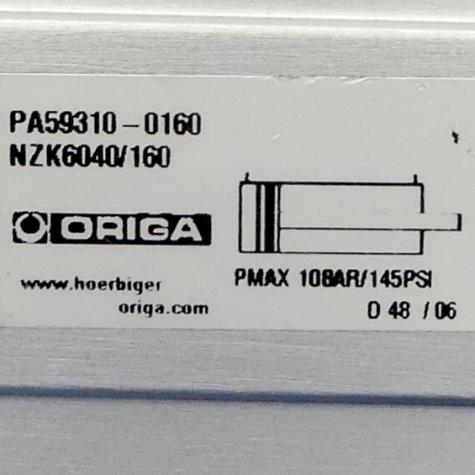 PA59310-0160
NZK6040/160
ORIGA
www.hoerbiger
origa.com
PMAX 10BAR/145PSI
D 48 / 06